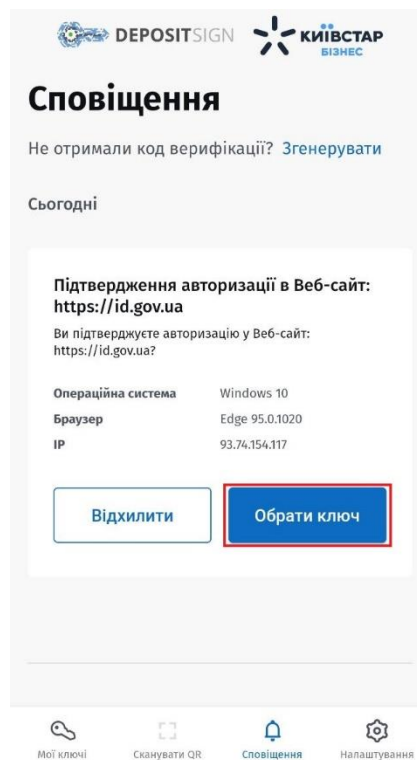 DEPOSITSIGN КИЇВСТАР
БІЗНЕС
Сповіщення
Не отримали код верифікації? Згенерувати
Сьогодні
Підтвердження авторизації в Веб-сайт:
https://id.gov.ua
Ви підтверджуєте авторизацію у Веб-сайт:
https://id.gov.ua?
Операційна система Windows 10
Браузер Edge 95.0.1020
IP 93.74.154.117
Відхилити Обрати ключ
Мої ключі Сканувати QR Сповіщення Налаштування